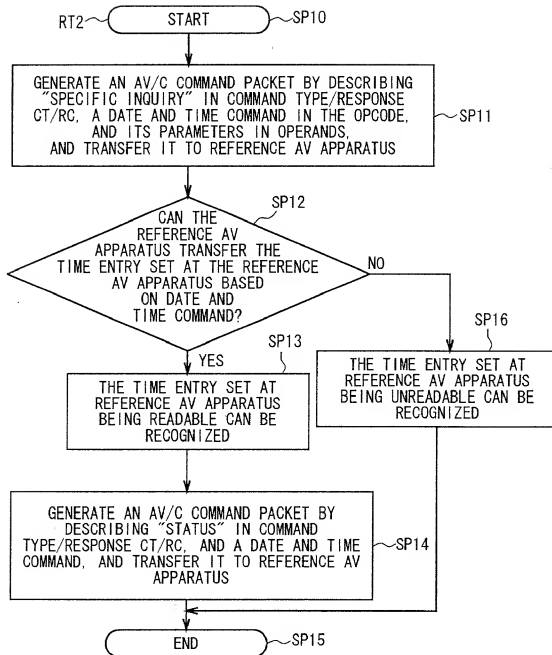 RT2
START
SP10
GENERATE AN AV/C COMMAND PACKET BY DESCRIBING
"SPECIFIC INQUIRY" IN COMMAND TYPE/RESPONSE
CT/RC, A DATE AND TIME COMMAND IN THE OPCODE,
AND ITS PARAMETERS IN OPERANDS,
AND TRANSFER IT TO REFERENCE AV APPARATUS
SP11
SP12
CAN THE
REFERENCE AV
APPARATUS TRANSFER THE
TIME ENTRY SET AT THE REFERENCE
AV APPARATUS BASED
ON DATE AND
TIME COMMAND?
NO
YES
SP13
THE TIME ENTRY SET AT
REFERENCE AV APPARATUS
BEING READABLE CAN BE
RECOGNIZED
SP16
THE TIME ENTRY SET AT
REFERENCE AV APPARATUS
BEING UNREADABLE CAN BE
RECOGNIZED
GENERATE AN AV/C COMMAND PACKET BY
DESCRIBING "STATUS" IN COMMAND
TYPE/RESPONSE CT/RC, AND A DATE AND TIME
COMMAND, AND TRANSFER IT TO REFERENCE AV
APPARATUS
SP14
END
SP15